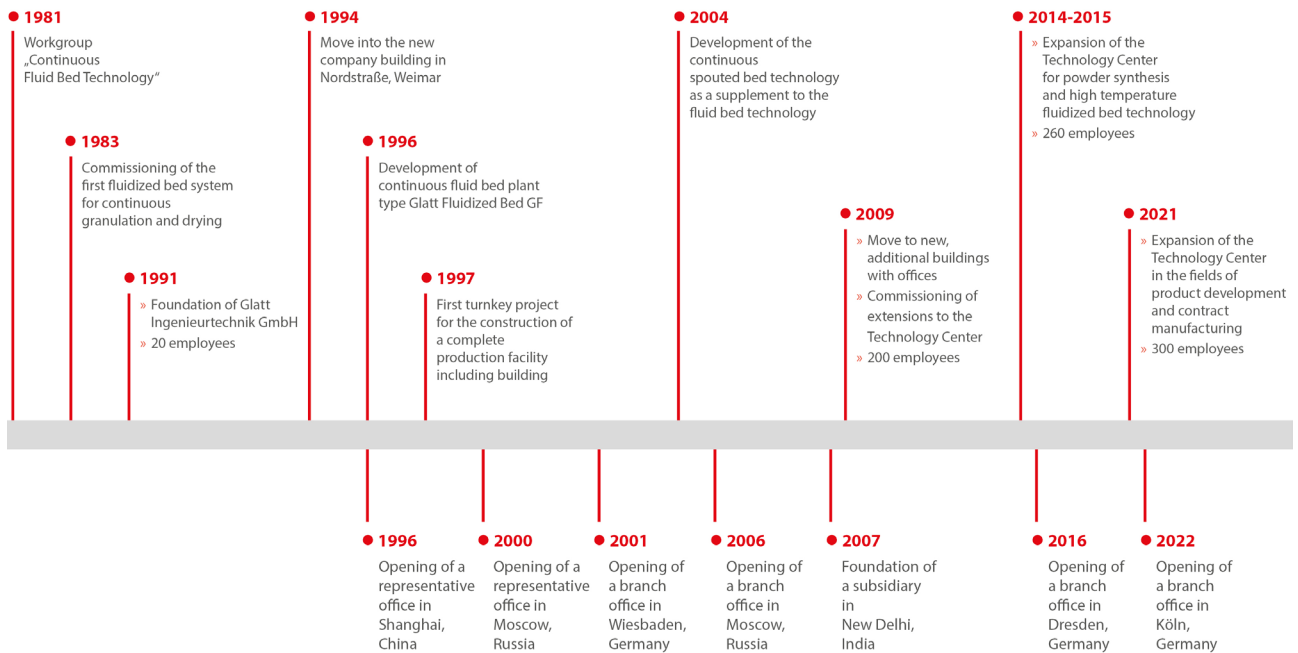 1981
Workgroup
„Continuous
Fluid Bed Technology“
1983
Commissioning of the
first fluidized bed system
for continuous
granulation and drying
1991
» Foundation of Glatt
Ingenieurtechnik GmbH
» 20 employees
1994
Move into the new
company building in
Nordstraße, Weimar
1996
Development of
continuous fluid bed plant
type Glatt Fluidized Bed GF
1997
First turnkey project
for the construction of
a complete
production facility
including building
2004
Development of the
continuous
spouted bed technology
as a supplement to the
fluid bed technology
2009
» Move to new,
additional buildings
with offices
» Commissioning of
extensions to the
Technology Center
» 200 employees
2014-2015
» Expansion of the
Technology Center
for powder synthesis
and high temperature
fluidized bed technology
» 260 employees
2021
» Expansion of the
Technology Center
in the fields of
product development
and contract
manufacturing
» 300 employees
1996
Opening of a
representative
office in
Shanghai,
China
2000
Opening of a
representative
office in
Moscow,
Russia
2001
Opening of
a branch
office in
Wiesbaden,
Germany
2006
Opening of
a branch
office in
Moscow,
Russia
2007
Foundation of
a subsidiary
in
New Delhi,
India
2016
Opening of
a branch
office in
Dresden,
Germany
2022
Opening of
a branch
office in
Köln,
Germany